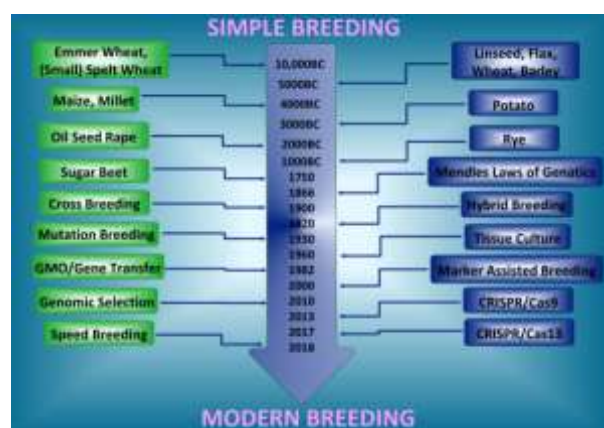 SIMPLE BREEDING
Emmer Wheat,
(Small) Spelt Wheat
Maize, Millet
Oil Seed Rape
Sugar Beet
Cross Breeding
Mutation Breeding
GMO/Gene Transfer
Genomic Selection
Speed Breeding
10,000BC
5000BC
4000BC
3000BC
2000BC
1000BC
1750
1866
1900
1920
1930
1960
1982
2000
2010
2013
2017
2018
Linseed, Flax,
Wheat, Barley
Potato
Rye
Mendles Laws of Genatics
Hybrid Breeding
Tissue Culture
Marker Assisted Breeding
CRISPR/Cas9
CRISPR/Cas13
MODERN BREEDING